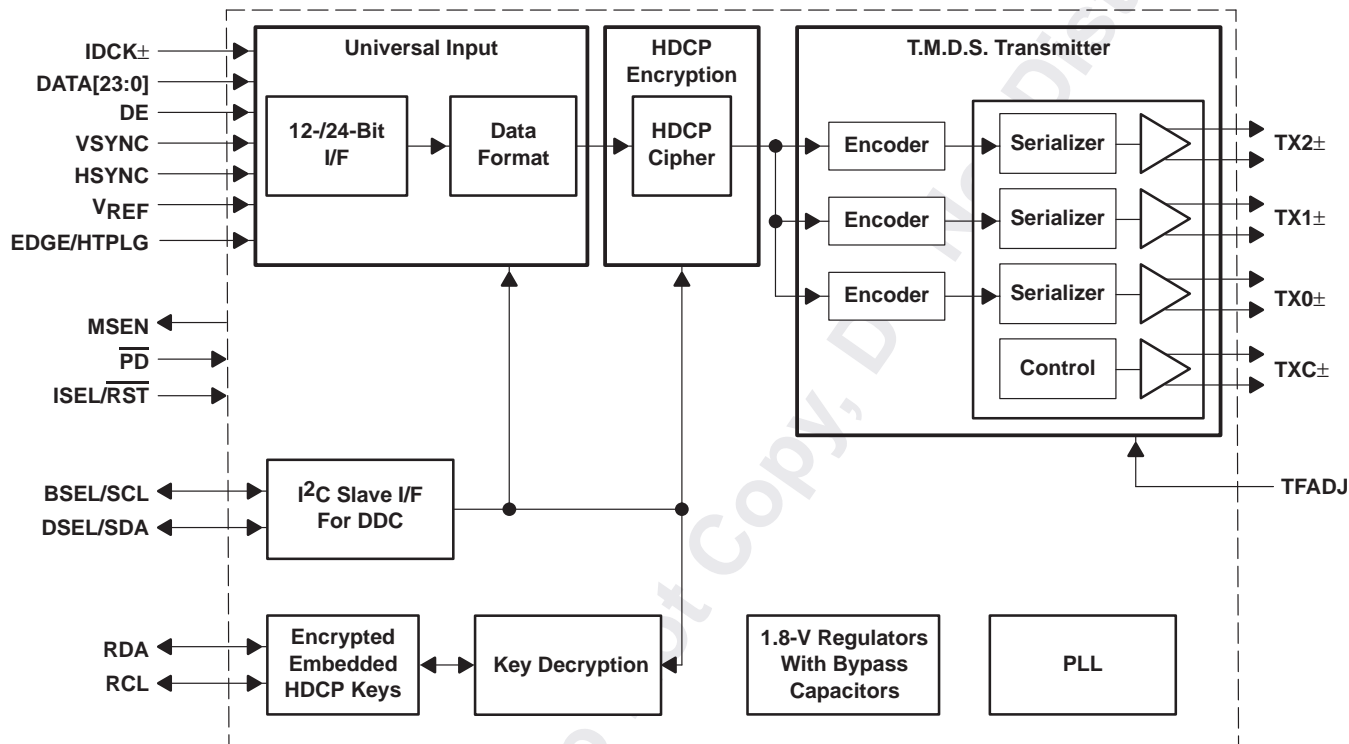 IDCK±
DATA[23:0]
DE
VSYNC
HSYNC
VREF
EDGE/HTPLG
MSEN
PD
ISEL/RST
BSEL/SCL
DSEL/SDA
RDA
RCL
Universal Input
12-/24-Bit
I/F
Data
Format
HDCP
Encryption
HDCP
Cipher
T.M.D.S. Transmitter
Encoder
Serializer
Encoder
Serializer
Encoder
Serializer
Control
TX2±
TX1±
TX0±
TXC±
TFADJ
I2C Slave I/F
For DDC
Encrypted
Embedded
HDCP Keys
Key Decryption
1.8-V Regulators
With Bypass
Capacitors
PLL
ot Copy, D